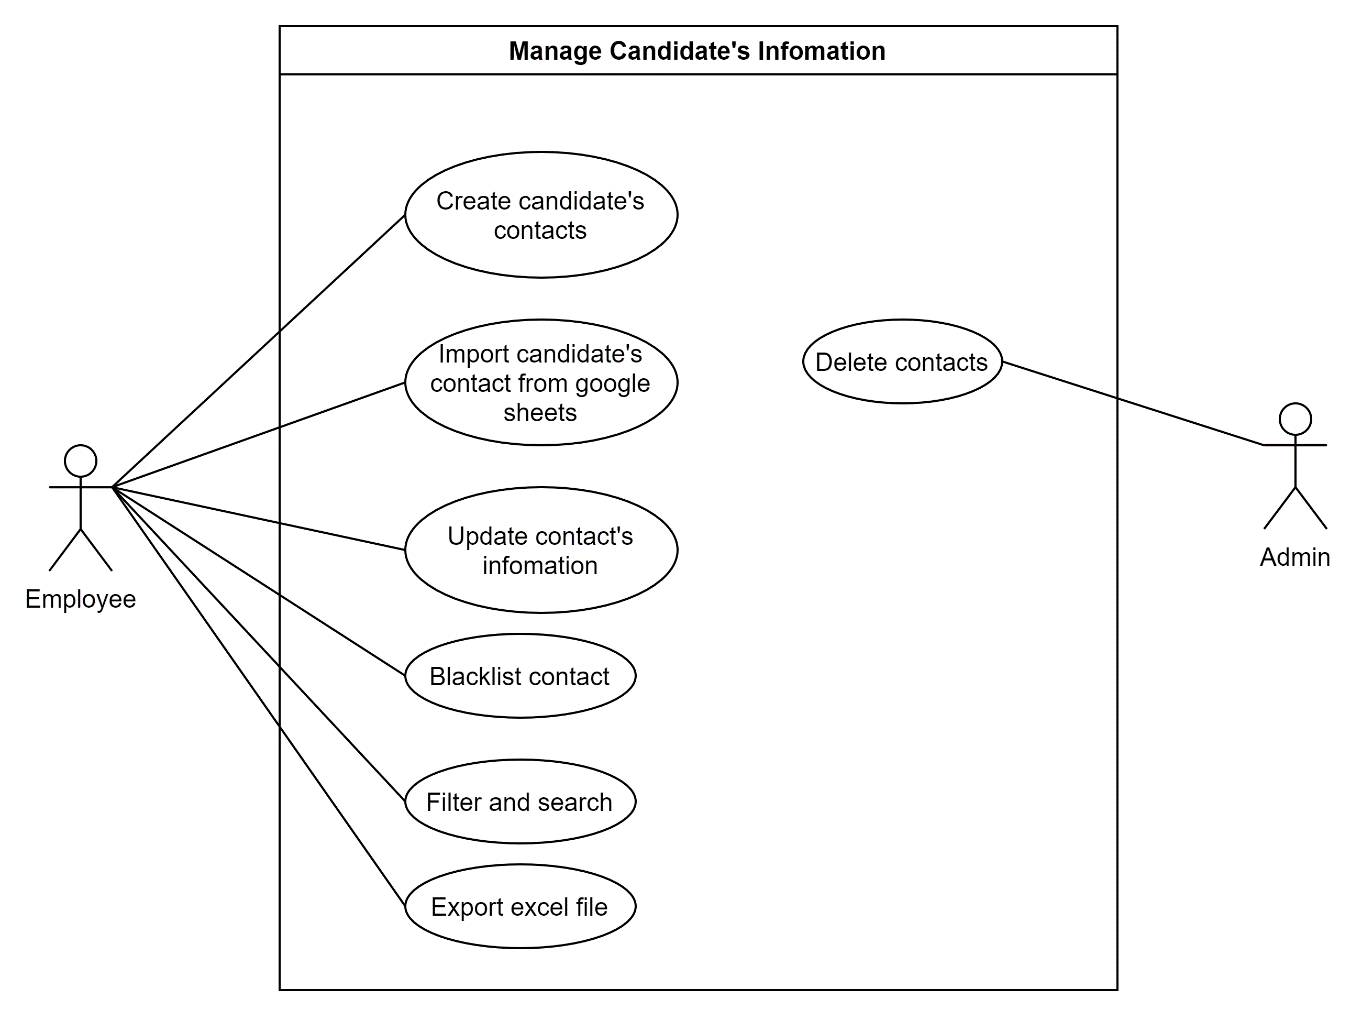 Manage Candidate's Infomation
Create candidate's
contacts
Import candidate's
contact from google
sheets
Delete contacts
Update contact's
infomation
Employee
Admin
Blacklist contact
Filter and search
Export excel file